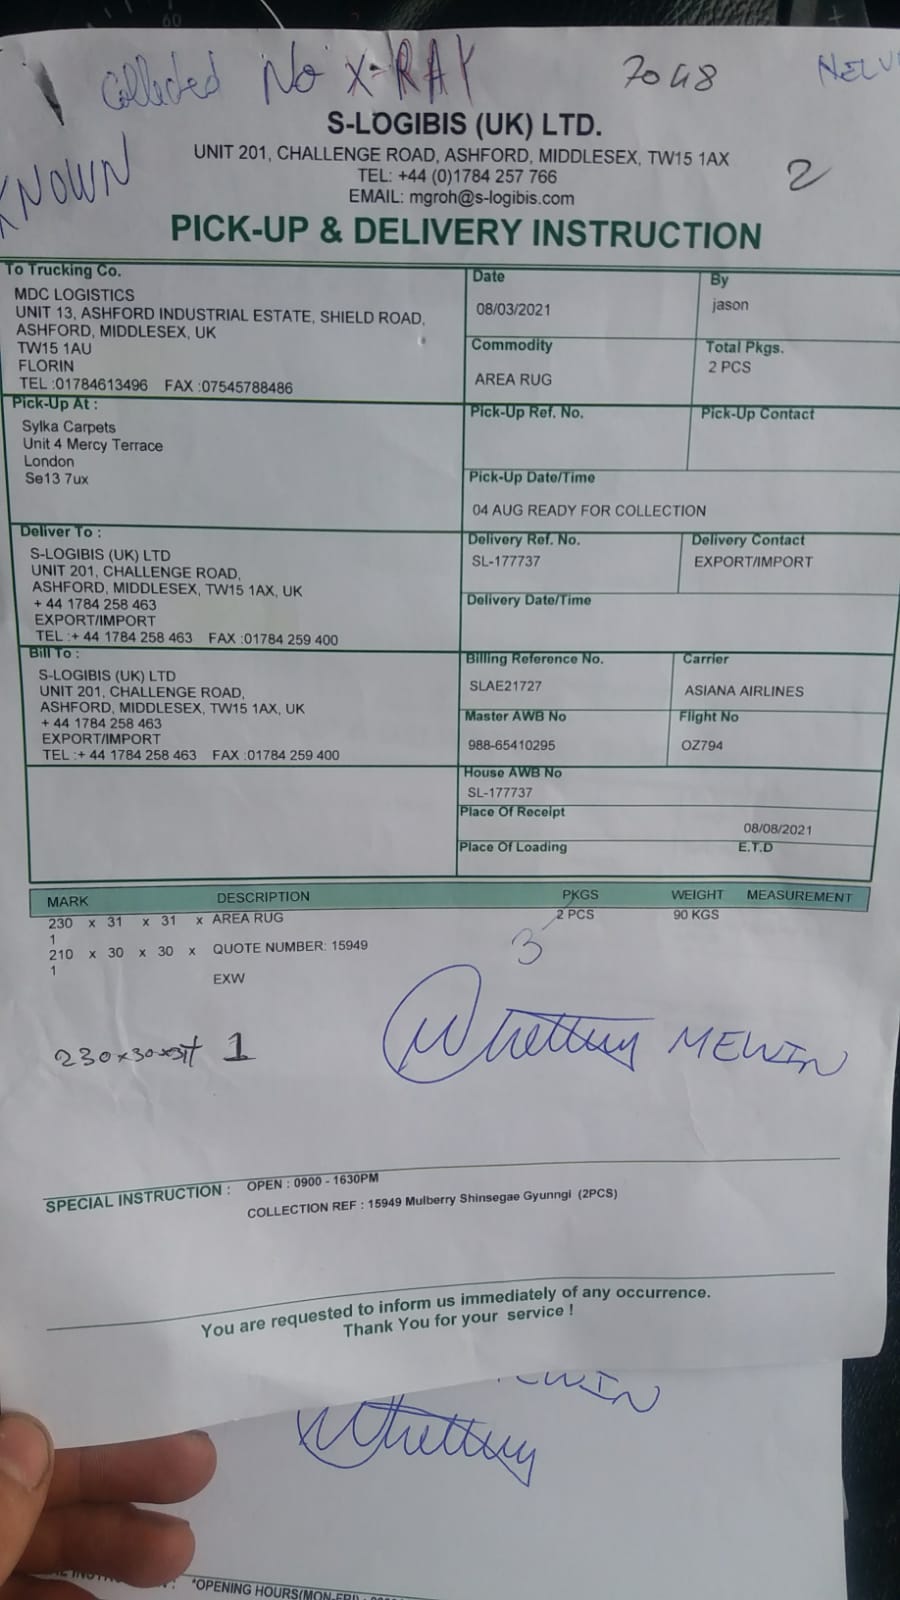 Collected No X-RAY 7048
KNOWN
2
S-LOGIBIS (UK) LTD.
UNIT 201, CHALLENGE ROAD, ASHFORD, MIDDLESEX, TW15 1AX
TEL: +44 (0)1784 257 766
EMAIL: mgroh@s-logibis.com
PICK-UP & DELIVERY INSTRUCTION
To Trucking Co.
MDC LOGISTICS
UNIT 13, ASHFORD INDUSTRIAL ESTATE, SHIELD ROAD,
ASHFORD, MIDDLESEX, UK
TW15 1AU
FLORIN
TEL :01784613496 FAX :07545788486
Date
08/03/2021
By
jason
Commodity
AREA RUG
Total Pkgs.
2 PCS
Pick-Up At :
Sylka Carpets
Unit 4 Mercy Terrace
London
Se13 7ux
Pick-Up Ref. No.
Pick-Up Contact
Pick-Up Date/Time
04 AUG READY FOR COLLECTION
Deliver To :
S-LOGIBIS (UK) LTD
UNIT 201, CHALLENGE ROAD,
ASHFORD, MIDDLESEX, TW15 1AX, UK
+ 44 1784 258 463
EXPORT/IMPORT
TEL :+ 44 1784 258 463 FAX :01784 259 400
Delivery Ref. No.
SL-177737
Delivery Contact
EXPORT/IMPORT
Delivery Date/Time
Bill To :
S-LOGIBIS (UK) LTD
UNIT 201, CHALLENGE ROAD,
ASHFORD, MIDDLESEX, TW15 1AX, UK
+ 44 1784 258 463
EXPORT/IMPORT
TEL :+ 44 1784 258 463 FAX :01784 259 400
Billing Reference No.
SLAE21727
Carrier
ASIANA AIRLINES
Master AWB No
988-65410295
Flight No
OZ794
House AWB No
SL-177737
Place Of Receipt
08/08/2021
Place Of Loading
E.T.D
MARK DESCRIPTION PKGS WEIGHT MEASUREMENT
230 x 31 x 31 x AREA RUG 2 PCS 90 KGS
1
210 x 30 x 30 x QUOTE NUMBER: 15949
1
EXW
3
230x30x31 1
MELVIN
SPECIAL INSTRUCTION : OPEN : 0900 - 1630PM
COLLECTION REF : 15949 Mulberry Shinsegae Gyunngi (2PCS)
You are requested to inform us immediately of any occurrence.
Thank You for your service !
*OPENING HOURS(MON-FRI)